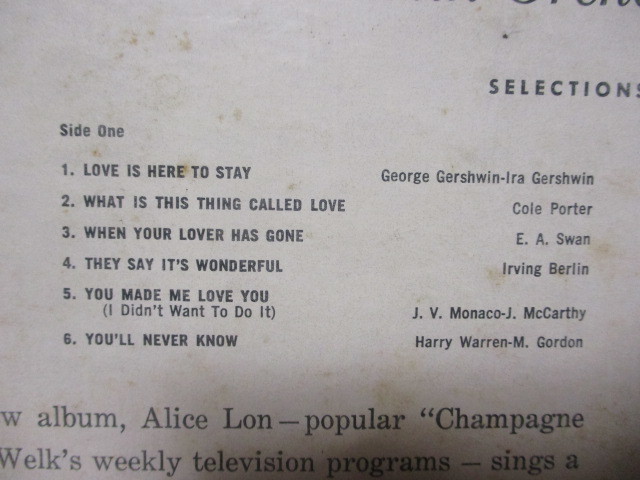 SELECTIONS
Side One
1. LOVE IS HERE TO STAY George Gershwin-Ira Gershwin
2. WHAT IS THIS THING CALLED LOVE Cole Porter
3. WHEN YOUR LOVER HAS GONE E. A. Swan
4. THEY SAY IT'S WONDERFUL Irving Berlin
5. YOU MADE ME LOVE YOU
(I Didn't Want To Do It) J. V. Monaco-J. McCarthy
6. YOU'LL NEVER KNOW Harry Warren-M. Gordon
w album, Alice Lon — popular "Champagne
Welk's weekly television programs — sings a